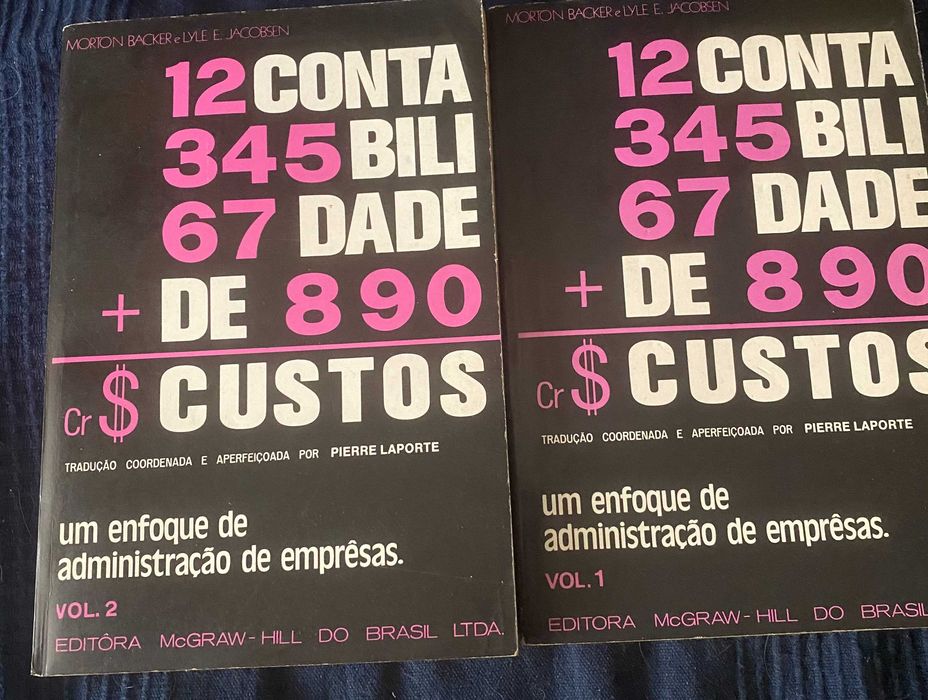 MORTON BACKER e LYLE E. JACOBSEN
12 CONTA
345 BILI
67 DADE
+ DE 890
Cr $ CUSTOS
TRADUÇÃO COORDENADA E APERFEIÇOADA POR PIERRE LAPORTE
um enfoque de
administração de emprêsas.
VOL. 2
EDITÔRA McGRAW-HILL DO BRASIL LTDA.
MORTON BACKER e LYLE E. JACOBSEN
12 CONTA
345 BILI
67 DADE
+ DE 890
Cr $ CUSTOS
TRADUÇÃO COORDENADA E APERFEIÇOADA POR PIERRE LAPORTE
um enfoque de
administração de emprêsas.
VOL. 1
EDITORA McGRAW-HILL DO BRASIL